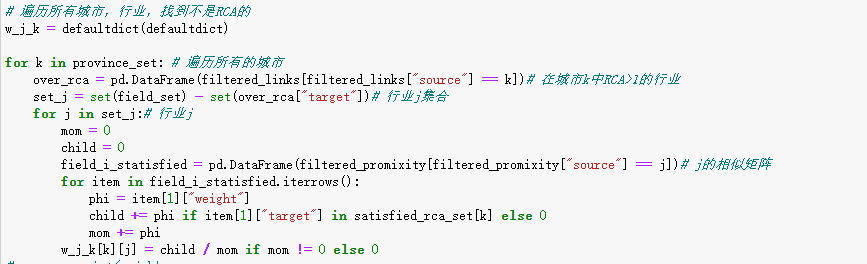 # 遍历所有城市，行业，找到不是RCA的
w_j_k = defaultdict(defaultdict)
for k in province_set: # 遍历所有的城市
over_rca = pd.DataFrame(filtered_links[filtered_links["source"] == k])# 在城市k中RCA>1的行业
set_j = set(field_set) - set(over_rca["target"])# 行业j集合
for j in set_j:# 行业j
mom = 0
child = 0
field_i_statisfied = pd.DataFrame(filtered_promixity[filtered_promixity["source"] == j])# j的相似矩阵
for item in field_i_statisfied.iterrows():
phi = item[1]["weight"]
child += phi if item[1]["target"] in satisfied_rca_set[k] else 0
mom += phi
w_j_k[k][j] = child / mom if mom != 0 else 0